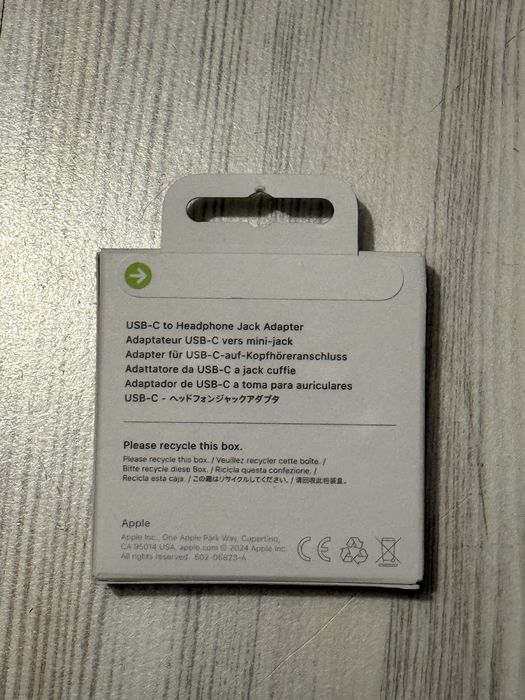 USB-C to Headphone Jack Adapter
Adaptateur USB-C vers mini-jack
Adapter für USB-C-auf-Kopfhöreranschluss
Adattatore da USB-C a jack cuffie
Adaptador de USB-C a toma para auriculares
USB-C - ヘッドフォンジャックアダプタ
Please recycle this box.
Please recycle this box. / Veuillez recycler cette boîte. /
Bitte recycle diese Box. / Ricicla questa confezione. /
Recicla esta caja. / この箱はリサイクルしてください。/ 请回收此包装盒。
Apple
Apple Inc., One Apple Park Way, Cupertino,
CA 95014 USA. apple.com © 2024 Apple Inc.
All rights reserved. 602-06823-A
CE